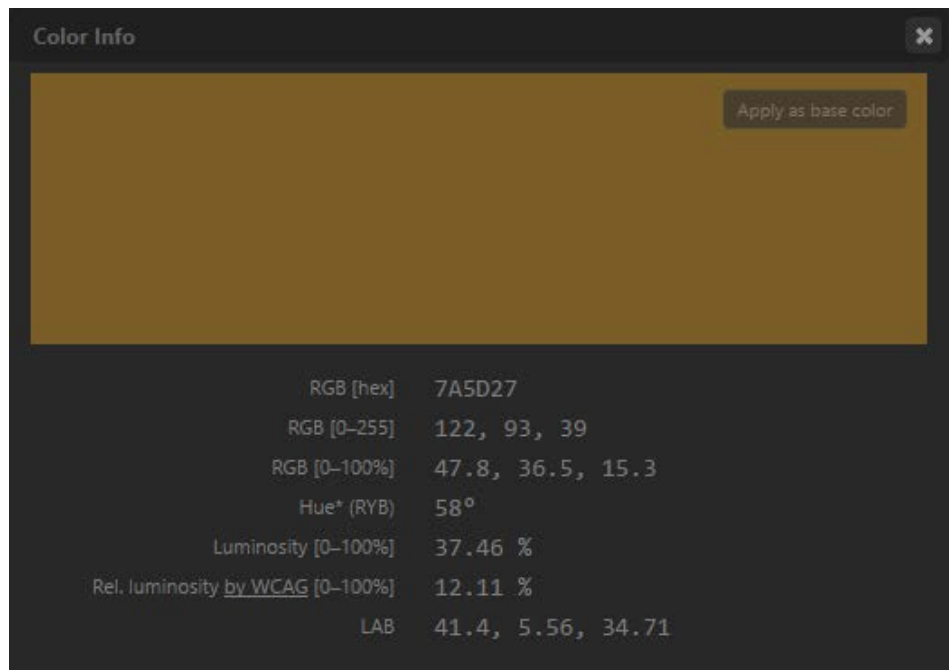 Color Info
Apply as base color
RGB [hex] 7A5D27
RGB [0–255] 122, 93, 39
RGB [0–100%] 47.8, 36.5, 15.3
Hue* (RYB) 58°
Luminosity [0–100%] 37.46 %
Rel. luminosity by WCAG [0–100%] 12.11 %
LAB 41.4, 5.56, 34.71